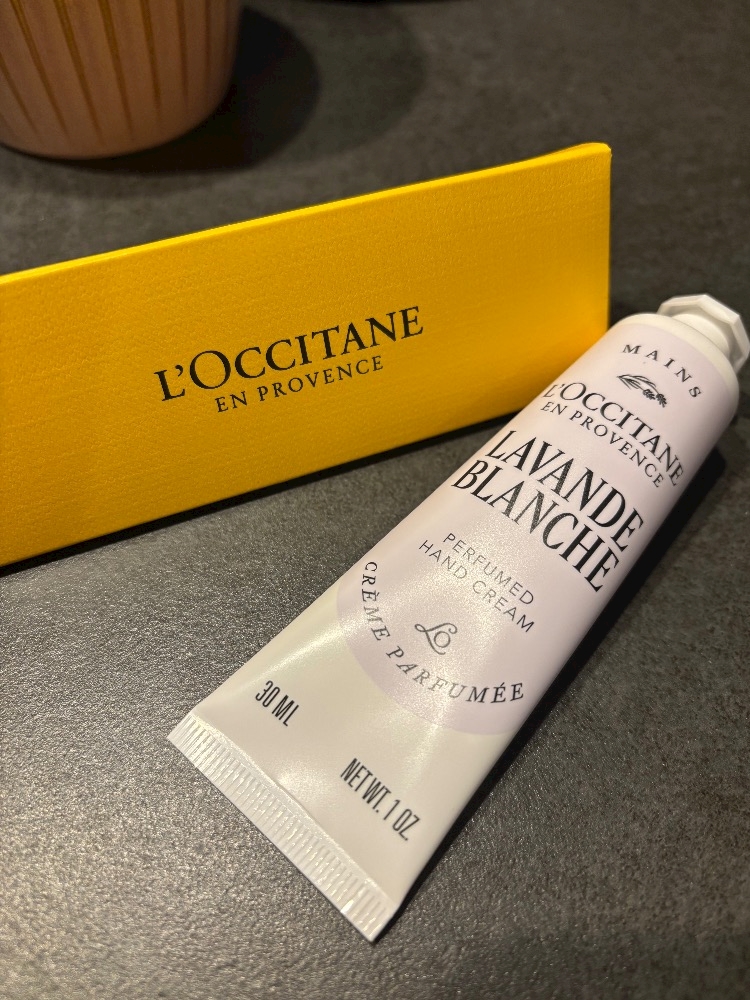 L'OCCITANE
EN PROVENCE
MAINS
L'OCCITANE
EN PROVENCE
LAVANDE
BLANCHE
PERFUMED
HAND CREAM
LO
CRÈME PARFUMÉE
30 ML
NET WT. 1 OZ.